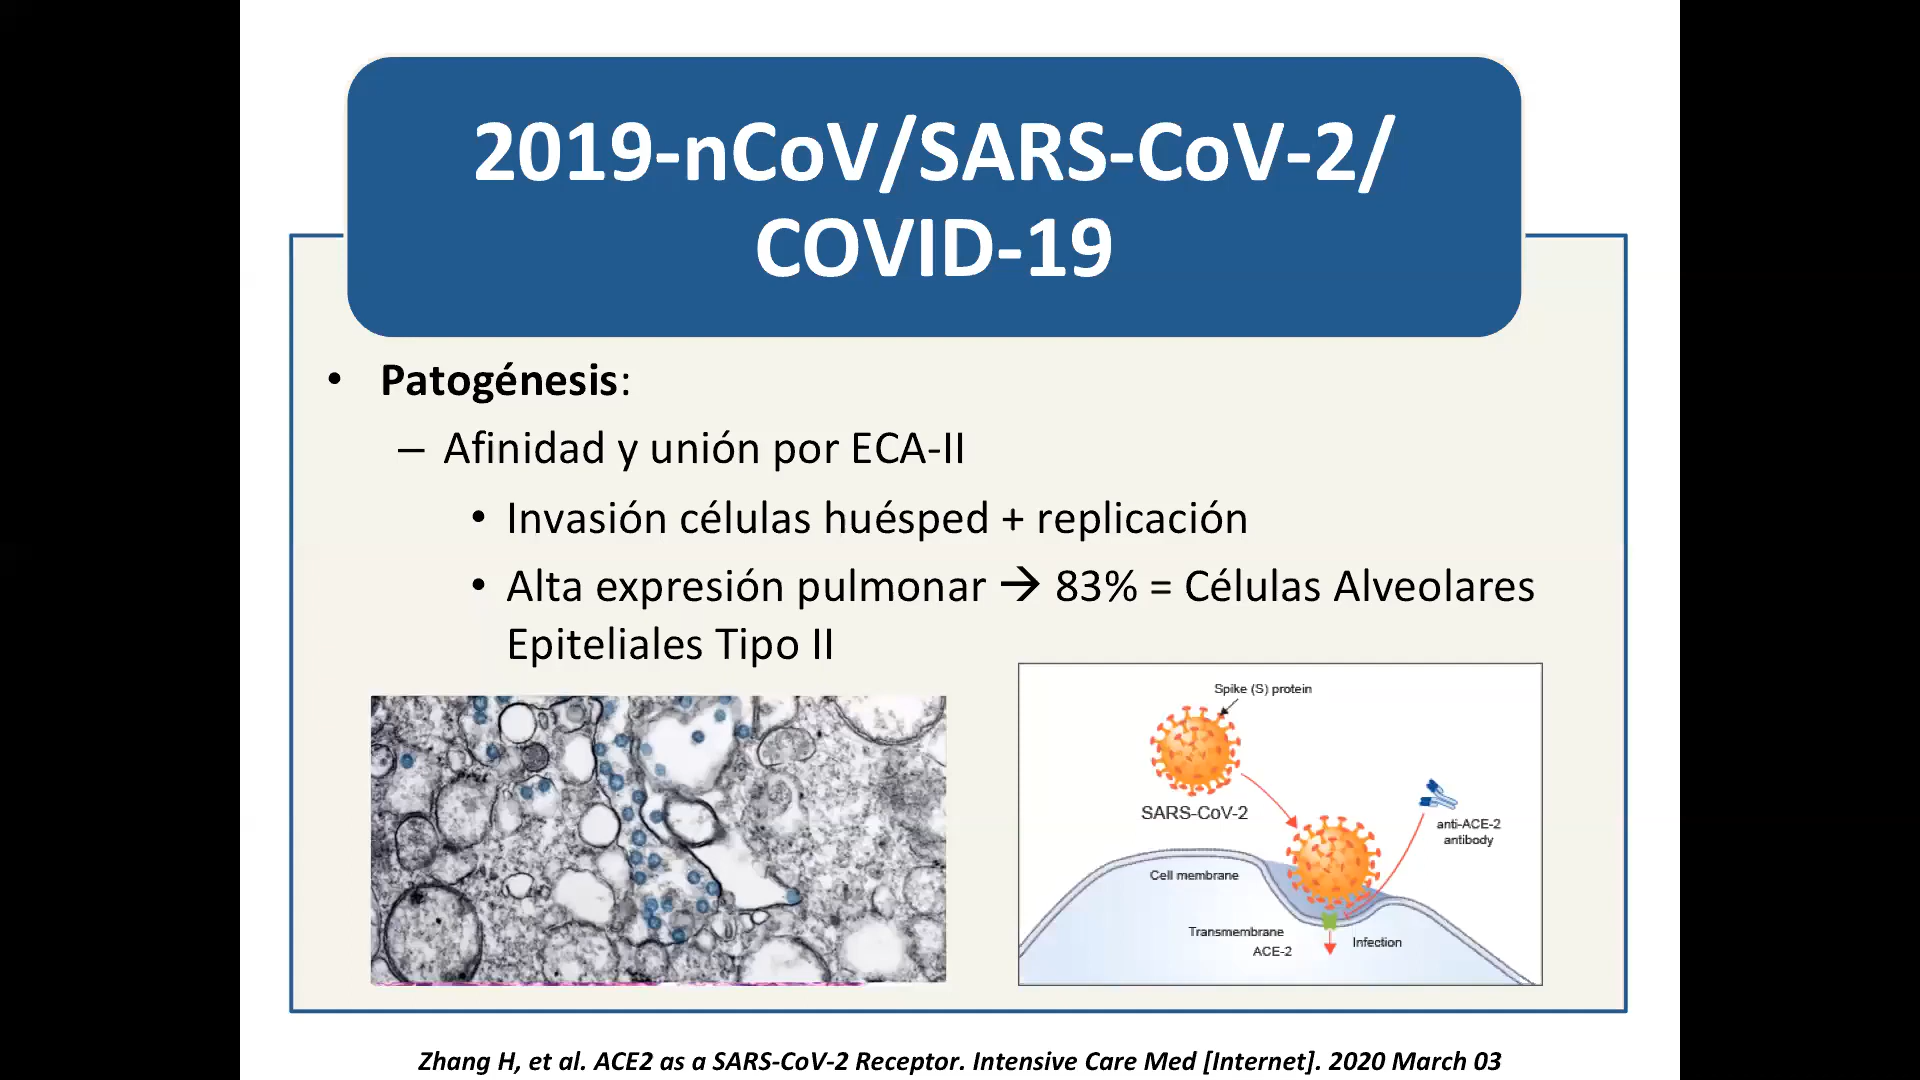 2019-nCoV/SARS-CoV-2/
COVID-19
• Patogénesis:
– Afinidad y unión por ECA-II
• Invasión células huésped + replicación
• Alta expresión pulmonar → 83% = Células Alveolares
Epiteliales Tipo II
Spike (S) protein
SARS-CoV-2
anti-ACE-2
antibody
Cell membrane
Transmembrane
ACE-2
Infection
Zhang H, et al. ACE2 as a SARS-CoV-2 Receptor. Intensive Care Med [Internet]. 2020 March 03